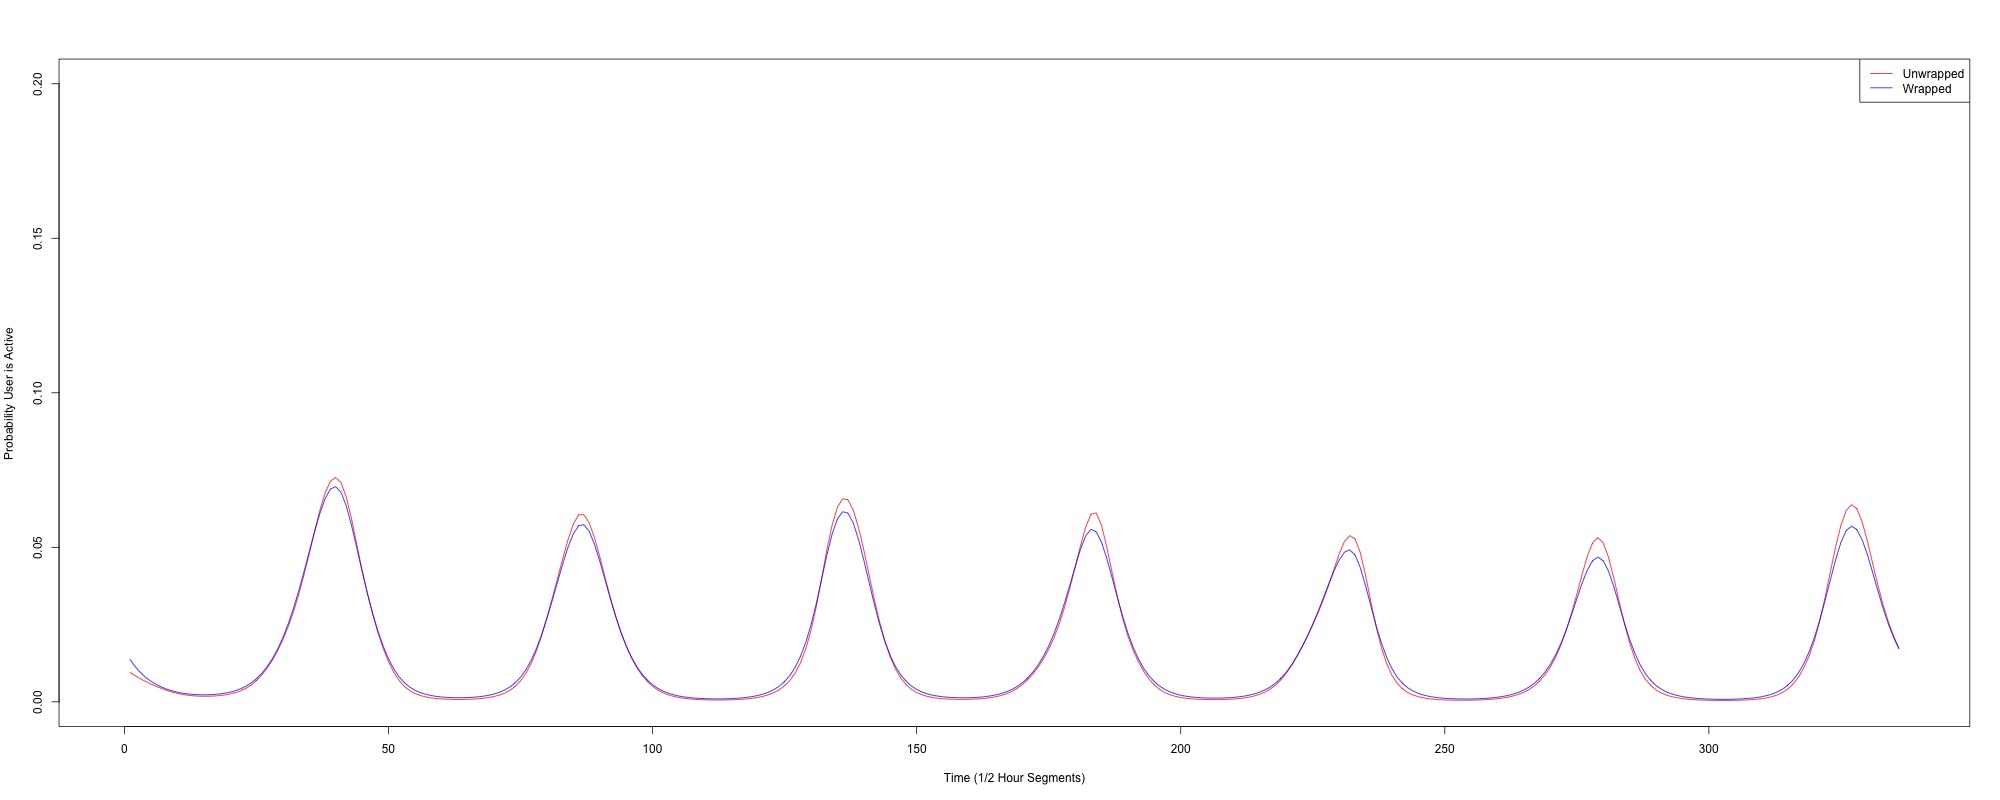 Unwrapped
Wrapped
0.20
0.15
0.10
0.05
0.00
Probability User is Active
0 50 100 150 200 250 300
Time (1/2 Hour Segments)